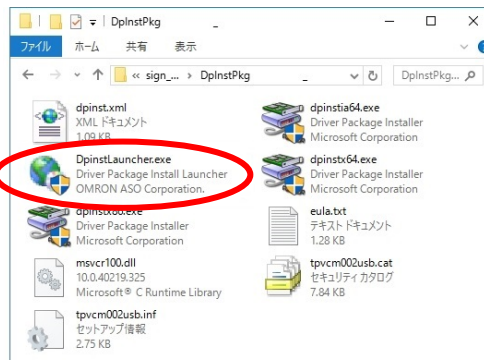 DpInstPkg
ファイル ホーム 共有 表示
« sign_... › DpInstPkg
DpInstPkg...
dpinst.xml
XML ドキュメント
1.09 KB
dpinstia64.exe
Driver Package Installer
Microsoft Corporation
DpinstLauncher.exe
Driver Package Install Launcher
OMRON ASO Corporation.
dpinstx64.exe
Driver Package Installer
Microsoft Corporation
dpinstx86.exe
Driver Package Installer
Microsoft Corporation
eula.txt
テキスト ドキュメント
1.28 KB
msvcr100.dll
10.0.40219.325
Microsoft® C Runtime Library
tpvcm002usb.cat
セキュリティ カタログ
7.84 KB
tpvcm002usb.inf
セットアップ情報
2.75 KB